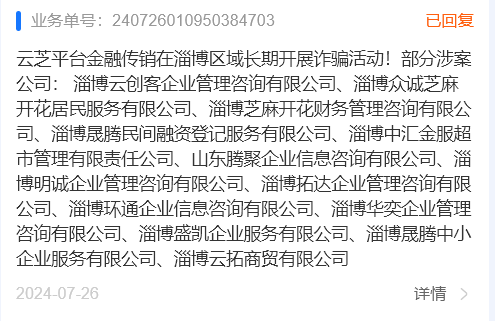 业务单号：240726010950384703 已回复
云芝平台金融传销在淄博区域长期开展诈骗活动！部分涉案
公司： 淄博云创客企业管理咨询有限公司、淄博众诚芝麻
开花居民服务有限公司、淄博芝麻开花财务管理咨询有限公
司、淄博晟腾民间融资登记服务有限公司、淄博中汇金服超
市管理有限责任公司、山东腾聚企业信息咨询有限公司、淄
博明诚企业管理咨询有限公司、淄博拓达企业管理咨询有限
公司、淄博环通企业信息咨询有限公司、淄博华奕企业管理
咨询有限公司、淄博盛凯企业服务有限公司、淄博晟腾中小
企业服务有限公司、淄博云拓商贸有限公司
2024-07-26 详情